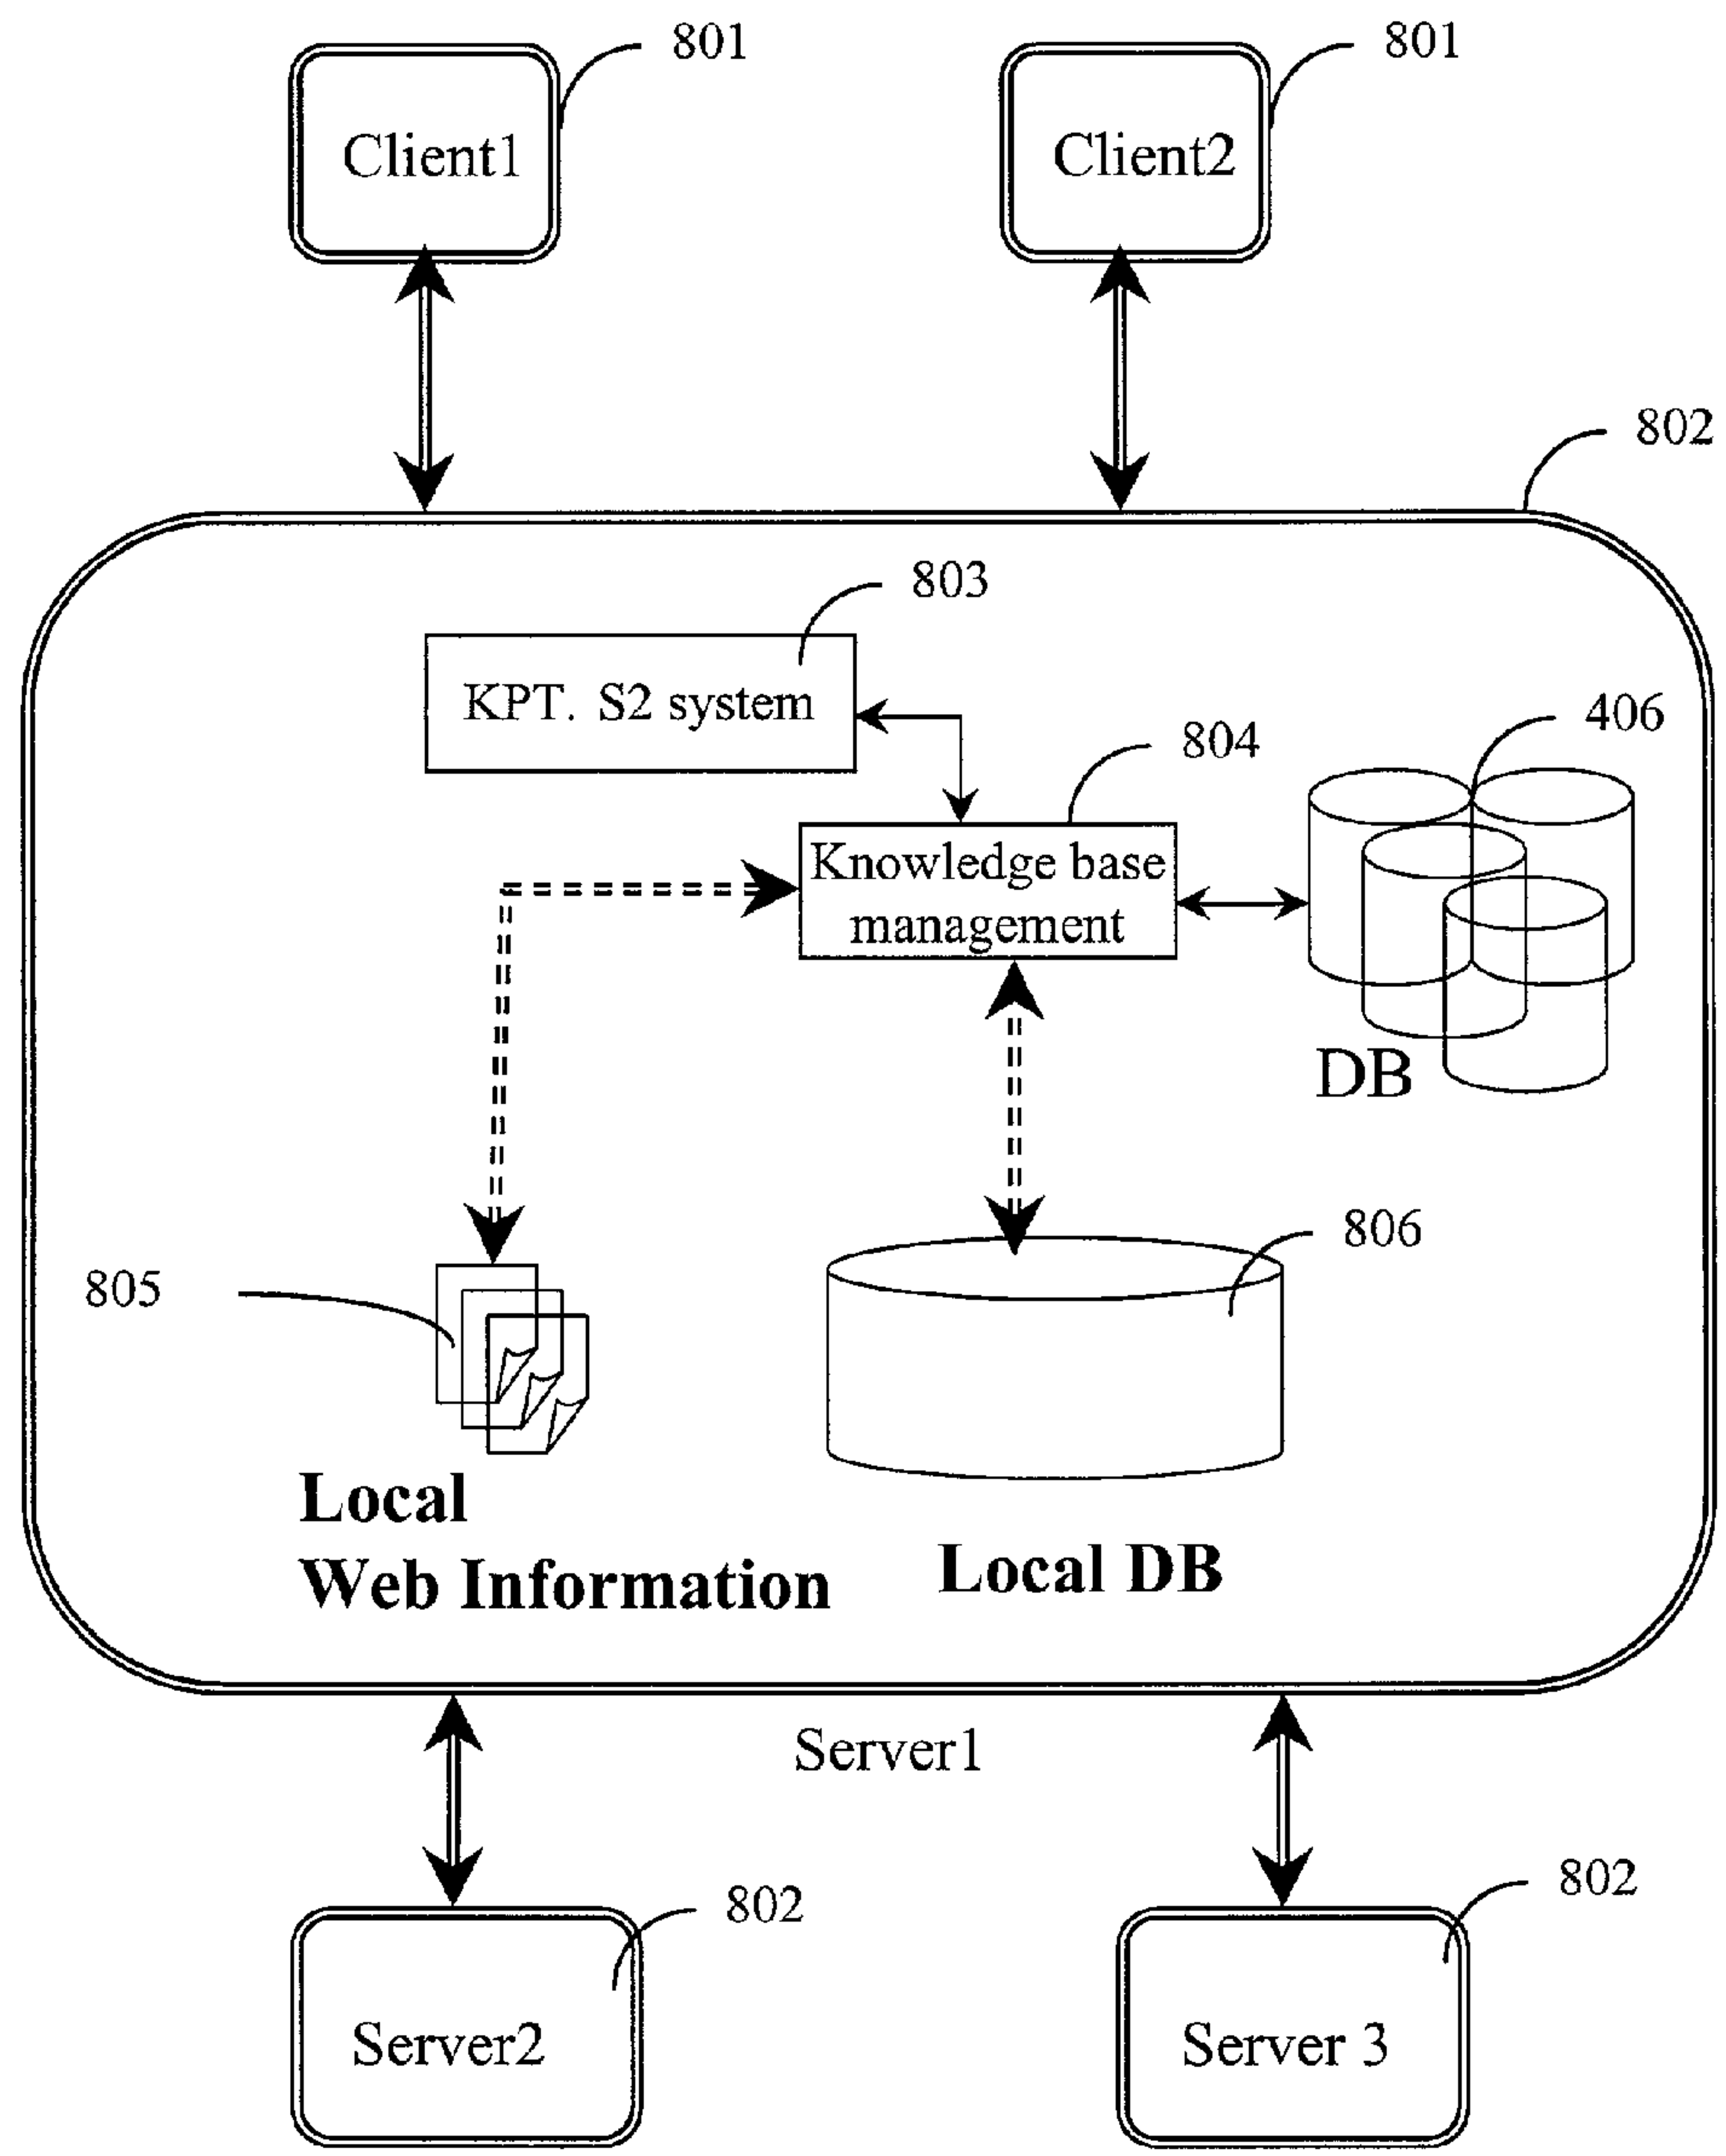 801
801
Client1
Client2
802
803
KPT. S2 system
406
804
Knowledge base
management
DB
806
805
Local
Web Information
Local DB
Server1
802
802
Server2
Server 3